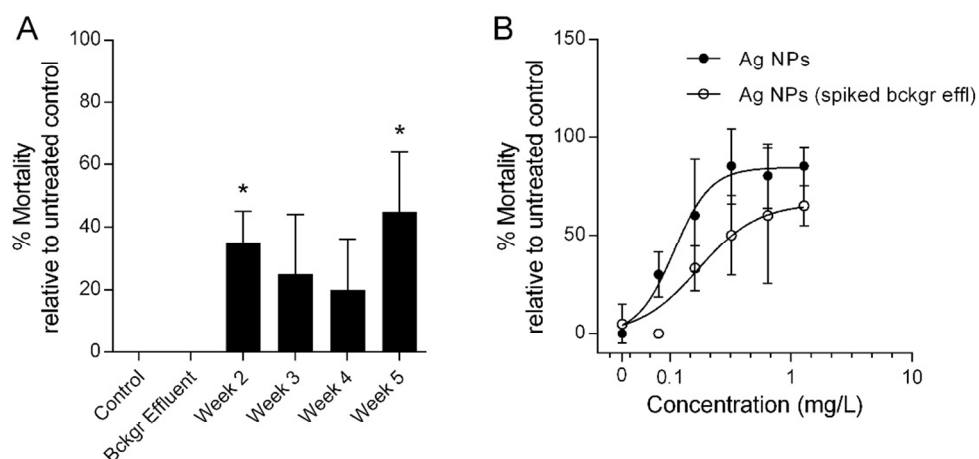 A
% Mortality
relative to untreated control
100
80
60
40
20
0
*
*
Control
Bckgr Effluent
Week 2
Week 3
Week 4
Week 5
B
% Mortality
relative to untreated control
150
100
50
0
Ag NPs
Ag NPs (spiked bckgr effl)
0
0.1
1
10
Concentration (mg/L)